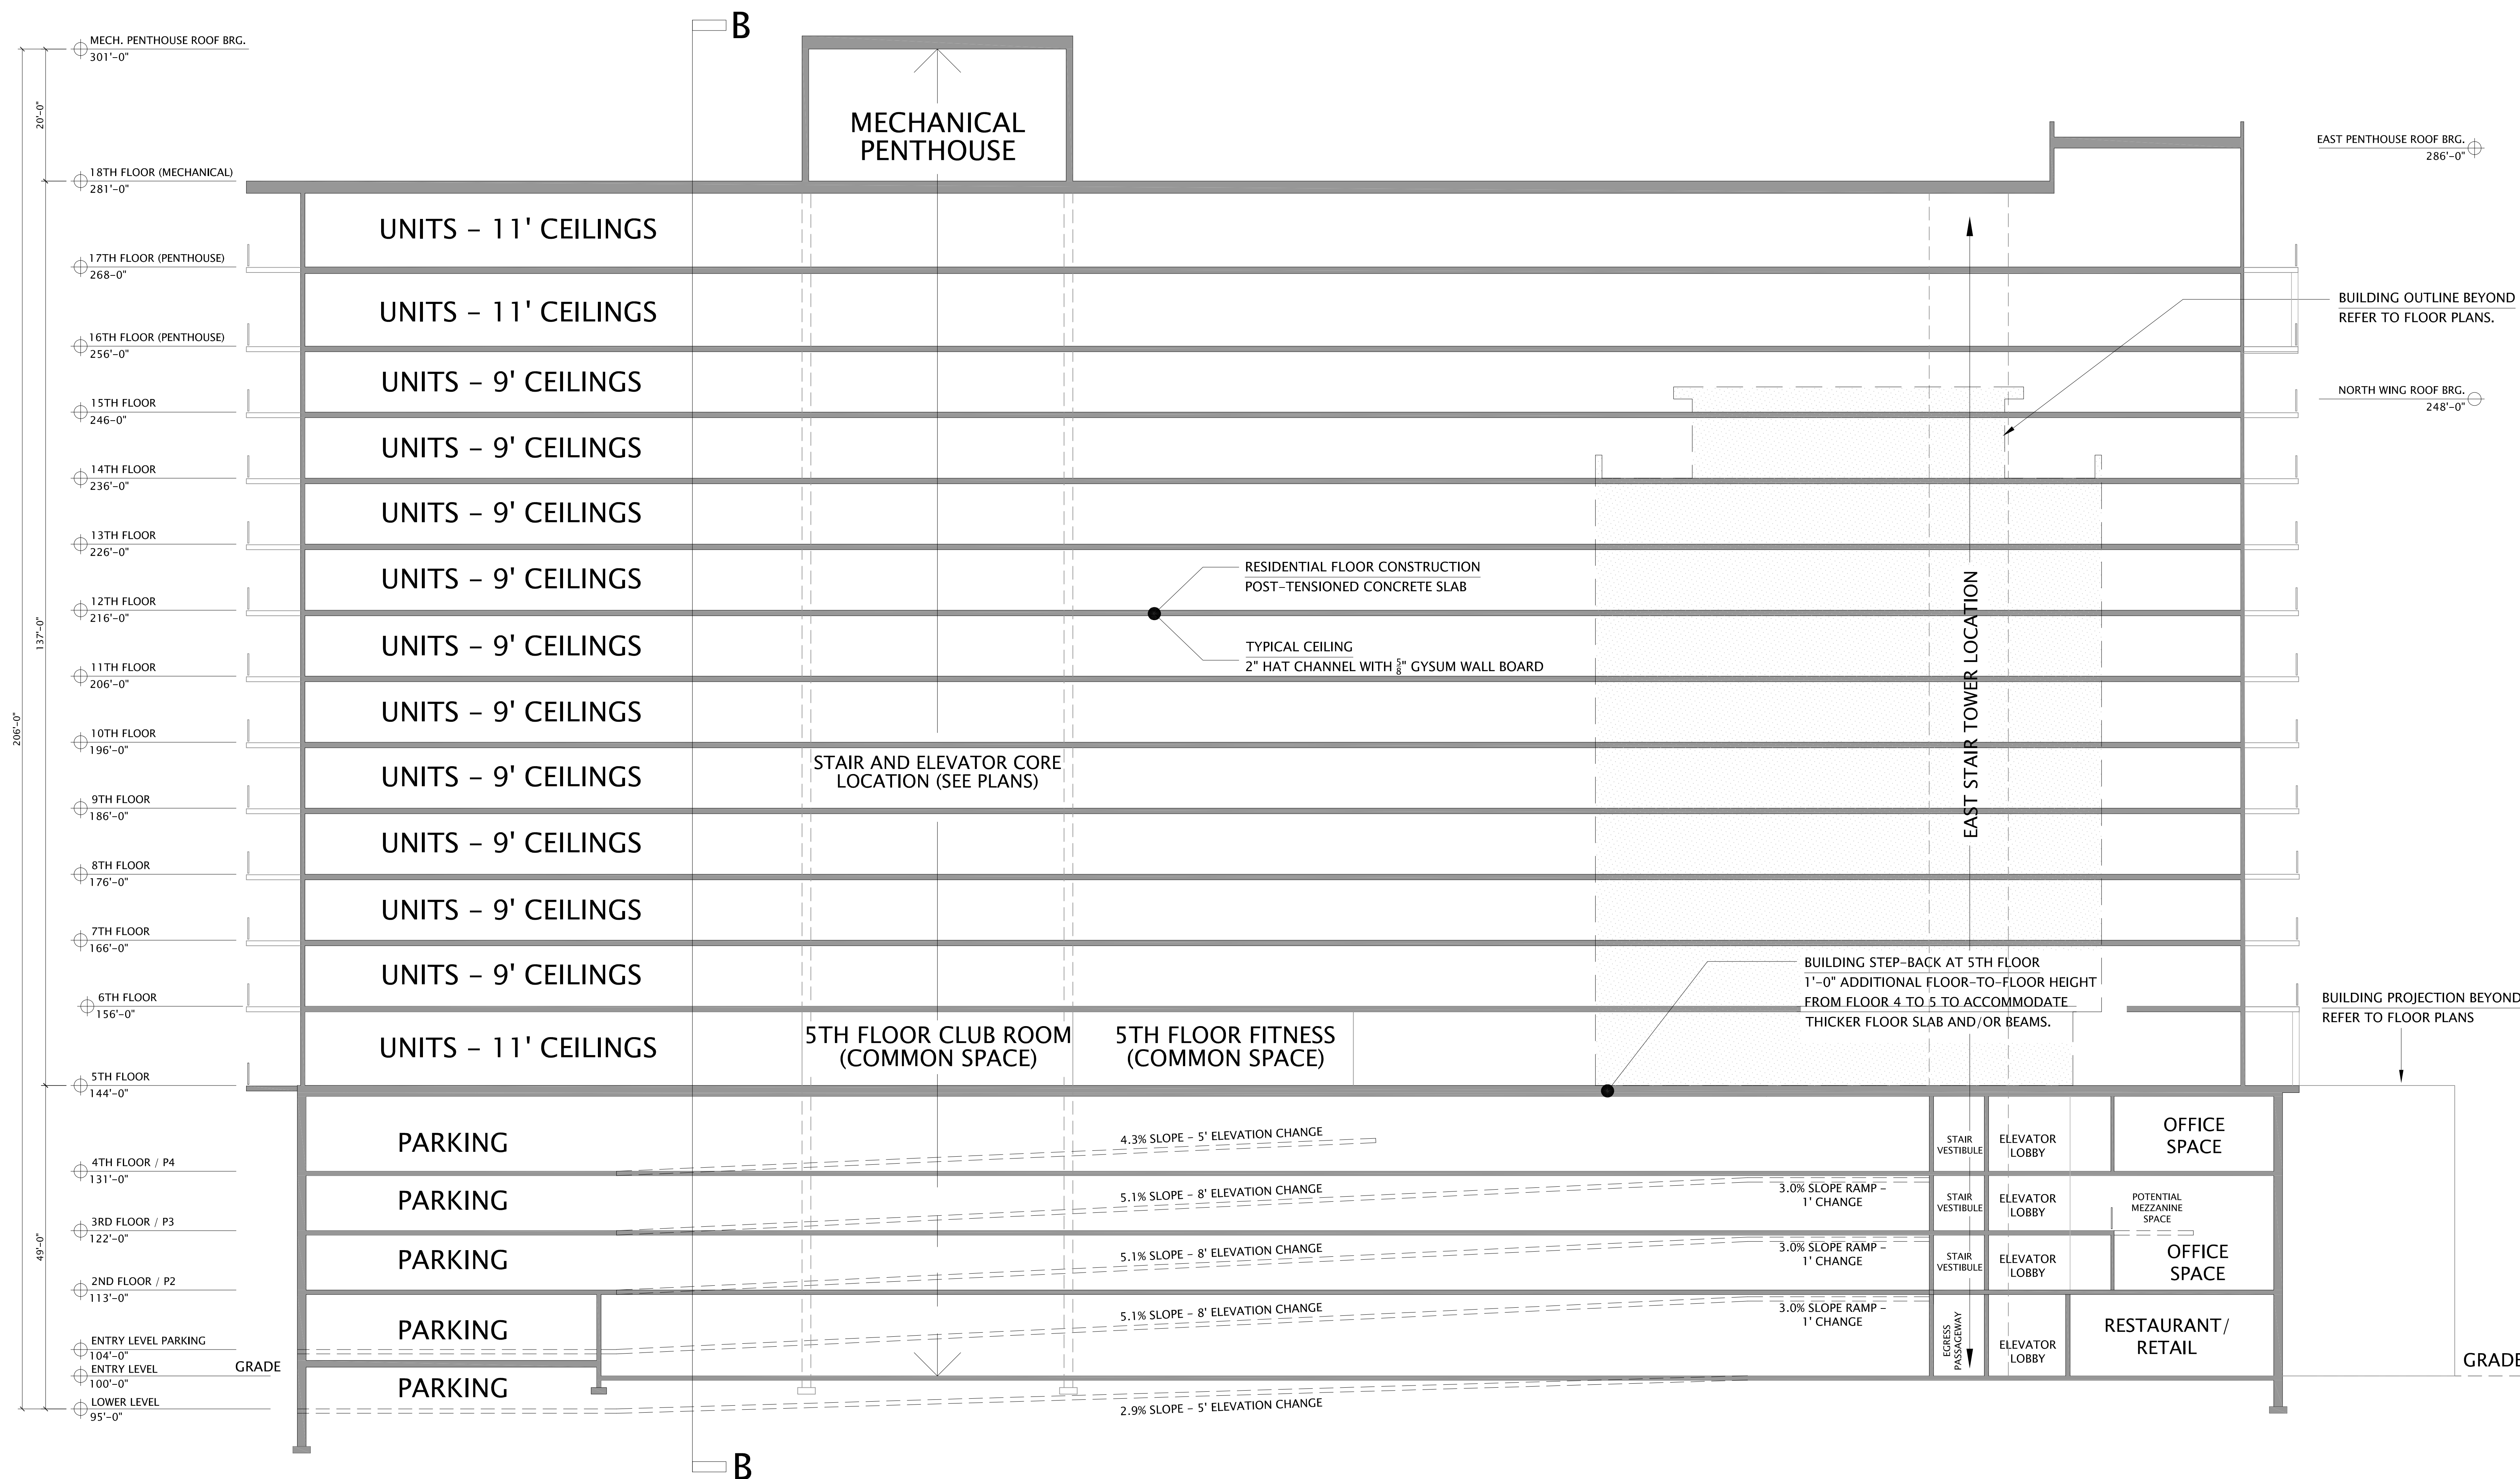 B
MECH. PENTHOUSE ROOF BRG.
301'-0"
20'-0"
MECHANICAL
PENTHOUSE
EAST PENTHOUSE ROOF BRG.
286'-0"
18TH FLOOR (MECHANICAL)
281'-0"
UNITS - 11' CEILINGS
17TH FLOOR (PENTHOUSE)
268-0"
UNITS - 11' CEILINGS
BUILDING OUTLINE BEYOND
REFER TO FLOOR PLANS.
16TH FLOOR (PENTHOUSE)
256'-0"
UNITS - 9' CEILINGS
NORTH WING ROOF BRG.
248'-0"
15TH FLOOR
246-0"
UNITS - 9' CEILINGS
14TH FLOOR
236'-0"
UNITS - 9' CEILINGS
13TH FLOOR
226'-0"
UNITS - 9' CEILINGS
RESIDENTIAL FLOOR CONSTRUCTION
POST-TENSIONED CONCRETE SLAB
12TH FLOOR
216'-0"
137'-0"
UNITS - 9' CEILINGS
TYPICAL CEILING
2" HAT CHANNEL WITH 5/8" GYSUM WALL BOARD
EAST STAIR TOWER LOCATION
11TH FLOOR
206'-0"
UNITS - 9' CEILINGS
206'-0"
10TH FLOOR
196'-0"
UNITS - 9' CEILINGS
STAIR AND ELEVATOR CORE
LOCATION (SEE PLANS)
9TH FLOOR
186'-0"
UNITS - 9' CEILINGS
8TH FLOOR
176'-0"
UNITS - 9' CEILINGS
7TH FLOOR
166'-0"
UNITS - 9' CEILINGS
BUILDING STEP-BACK AT 5TH FLOOR
1'-0" ADDITIONAL FLOOR-TO-FLOOR HEIGHT
FROM FLOOR 4 TO 5 TO ACCOMMODATE
THICKER FLOOR SLAB AND/OR BEAMS.
6TH FLOOR
156'-0"
BUILDING PROJECTION BEYOND
REFER TO FLOOR PLANS
UNITS - 11' CEILINGS
5TH FLOOR CLUB ROOM
(COMMON SPACE)
5TH FLOOR FITNESS
(COMMON SPACE)
5TH FLOOR
144'-0"
PARKING
4.3% SLOPE - 5' ELEVATION CHANGE
STAIR
VESTIBULE
ELEVATOR
LOBBY
OFFICE
SPACE
4TH FLOOR / P4
131'-0"
PARKING
5.1% SLOPE - 8' ELEVATION CHANGE
3.0% SLOPE RAMP -
1' CHANGE
STAIR
VESTIBULE
ELEVATOR
LOBBY
POTENTIAL
MEZZANINE
SPACE
3RD FLOOR / P3
122'-0"
49'-0"
PARKING
5.1% SLOPE - 8' ELEVATION CHANGE
3.0% SLOPE RAMP -
1' CHANGE
STAIR
VESTIBULE
ELEVATOR
LOBBY
OFFICE
SPACE
2ND FLOOR / P2
113'-0"
PARKING
5.1% SLOPE - 8' ELEVATION CHANGE
3.0% SLOPE RAMP -
1' CHANGE
EGRESS
PASSAGEWAY
ELEVATOR
LOBBY
RESTAURANT/
RETAIL
ENTRY LEVEL PARKING
104'-0"
ENTRY LEVEL
100'-0"
GRADE
GRADE
PARKING
LOWER LEVEL
95'-0"
2.9% SLOPE - 5' ELEVATION CHANGE
B